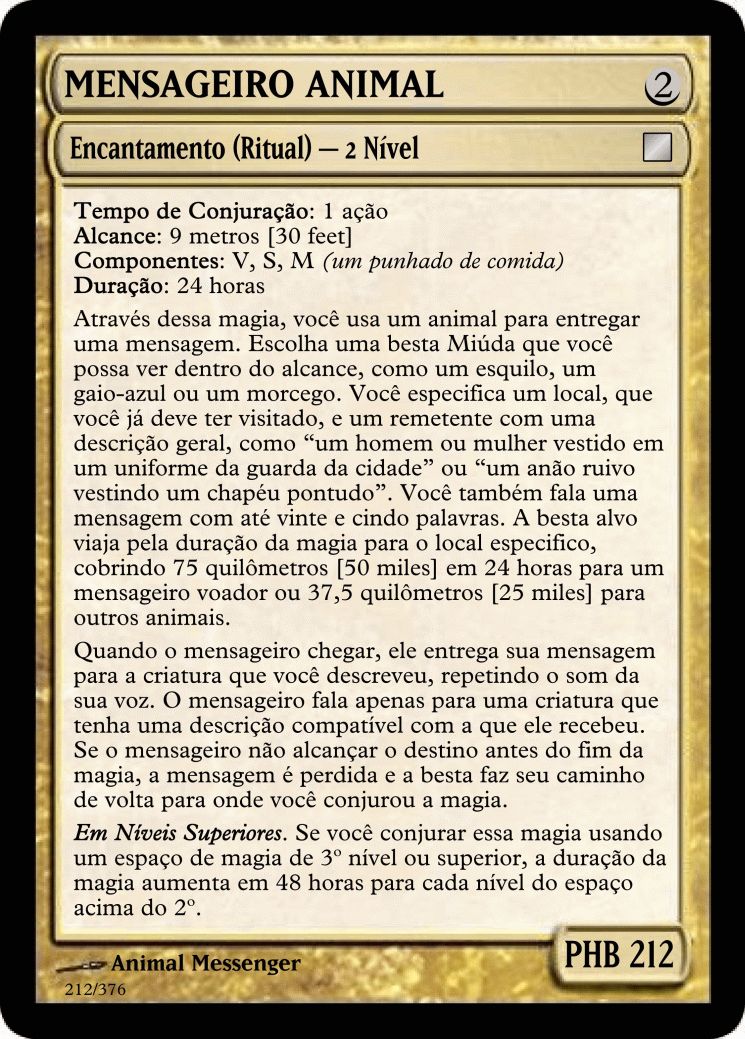 MENSAGEIRO ANIMAL
2
Encantamento (Ritual) — 2 Nível
Tempo de Conjuração: 1 ação
Alcance: 9 metros [30 feet]
Componentes: V, S, M (um punhado de comida)
Duração: 24 horas
Através dessa magia, você usa um animal para entregar
uma mensagem. Escolha uma besta Miúda que você
possa ver dentro do alcance, como um esquilo, um
gaio-azul ou um morcego. Você especifica um local, que
você já deve ter visitado, e um remetente com uma
descrição geral, como “um homem ou mulher vestido em
um uniforme da guarda da cidade” ou “um anão ruivo
vestindo um chapéu pontudo”. Você também fala uma
mensagem com até vinte e cindo palavras. A besta alvo
viaja pela duração da magia para o local especifico,
cobrindo 75 quilômetros [50 miles] em 24 horas para um
mensageiro voador ou 37,5 quilômetros [25 miles] para
outros animais.
Quando o mensageiro chegar, ele entrega sua mensagem
para a criatura que você descreveu, repetindo o som da
sua voz. O mensageiro fala apenas para uma criatura que
tenha uma descrição compatível com a que ele recebeu.
Se o mensageiro não alcançar o destino antes do fim da
magia, a mensagem é perdida e a besta faz seu caminho
de volta para onde você conjurou a magia.
Em Níveis Superiores. Se você conjurar essa magia usando
um espaço de magia de 3º nível ou superior, a duração da
magia aumenta em 48 horas para cada nível do espaço
acima do 2º.
PHB 212
Animal Messenger
212/376